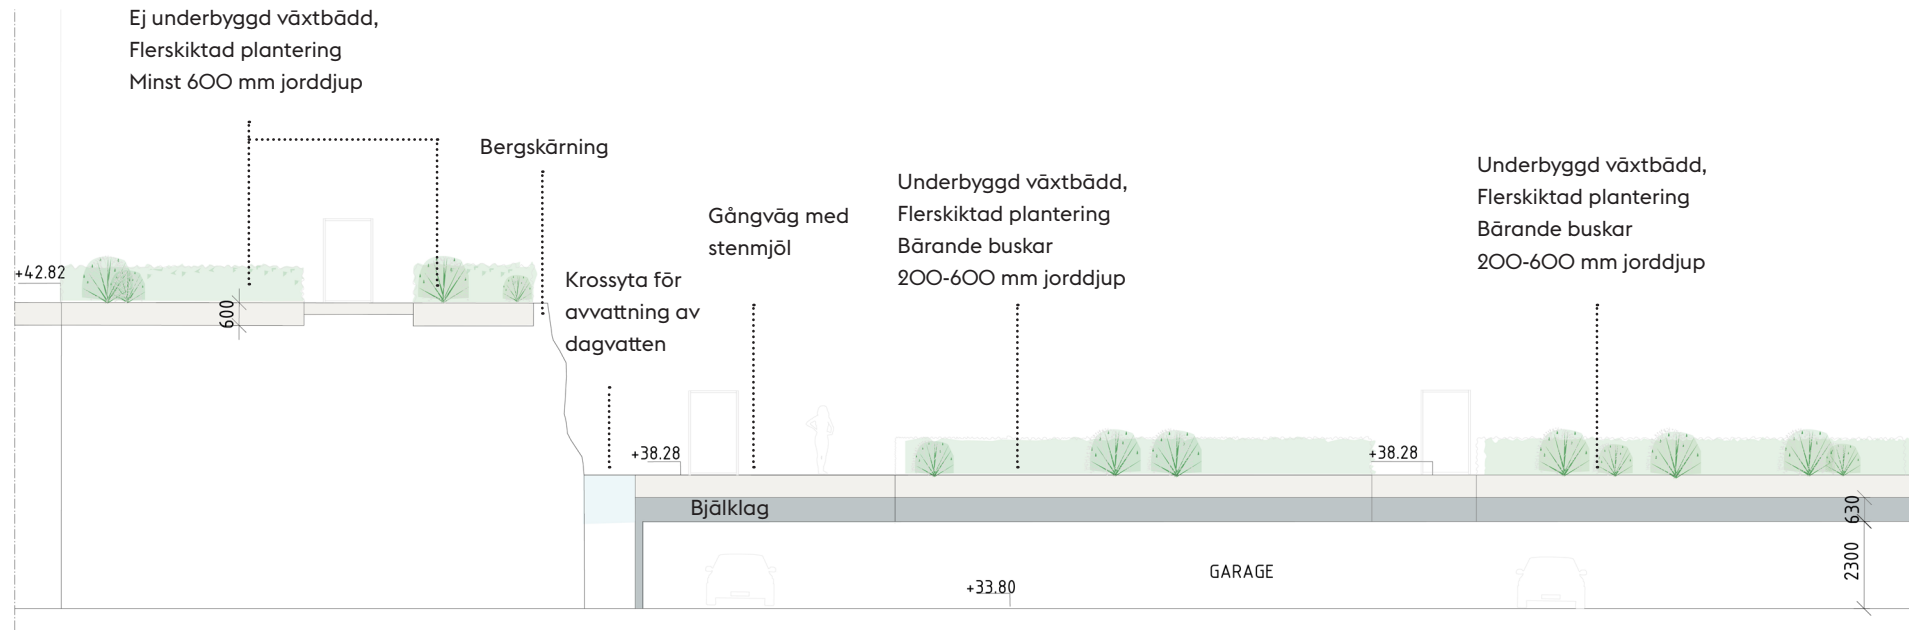 Ej underbyggd växtbädd,
Flerskiktad plantering
Minst 600 mm jorddjup
Bergskärning
Underbyggd växtbädd,
Flerskiktad plantering
Bärande buskar
200-600 mm jorddjup
Underbyggd växtbädd,
Flerskiktad plantering
Bärande buskar
200-600 mm jorddjup
Gångväg med
stenmjöl
Krossyta för
avvattning av
dagvatten
+42.82
600
+38.28
+38.28
Bjälklag
630
2300
GARAGE
+33.80